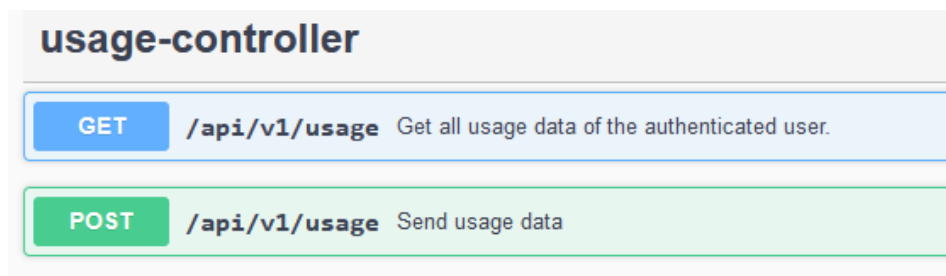 usage-controller
GET /api/v1/usage Get all usage data of the authenticated user.
POST /api/v1/usage Send usage data